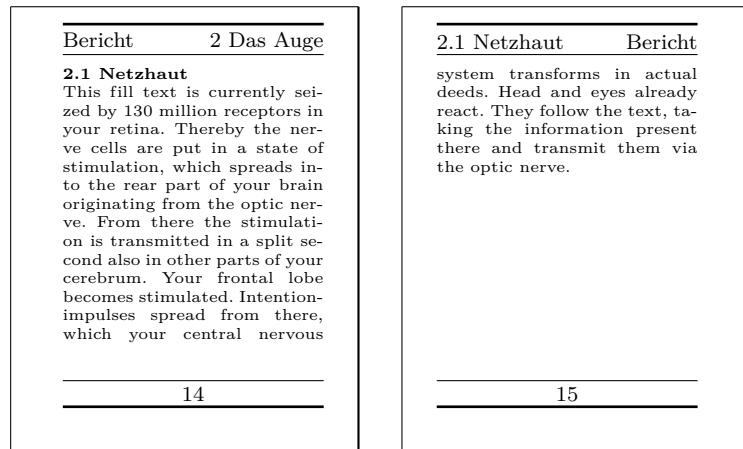 Bericht 2 Das Auge
2.1 Netzhaut
This fill text is currently sei-
zed by 130 million receptors in
your retina. Thereby the ner-
ve cells are put in a state of
stimulation, which spreads in-
to the rear part of your brain
originating from the optic ner-
ve. From there the stimulati-
on is transmitted in a split se-
cond also in other parts of your
cerebrum. Your frontal lobe
becomes stimulated. Intention-
impulses spread from there,
which your central nervous
14
2.1 Netzhaut Bericht
system transforms in actual
deeds. Head and eyes already
react. They follow the text, ta-
king the information present
there and transmit them via
the optic nerve.
15